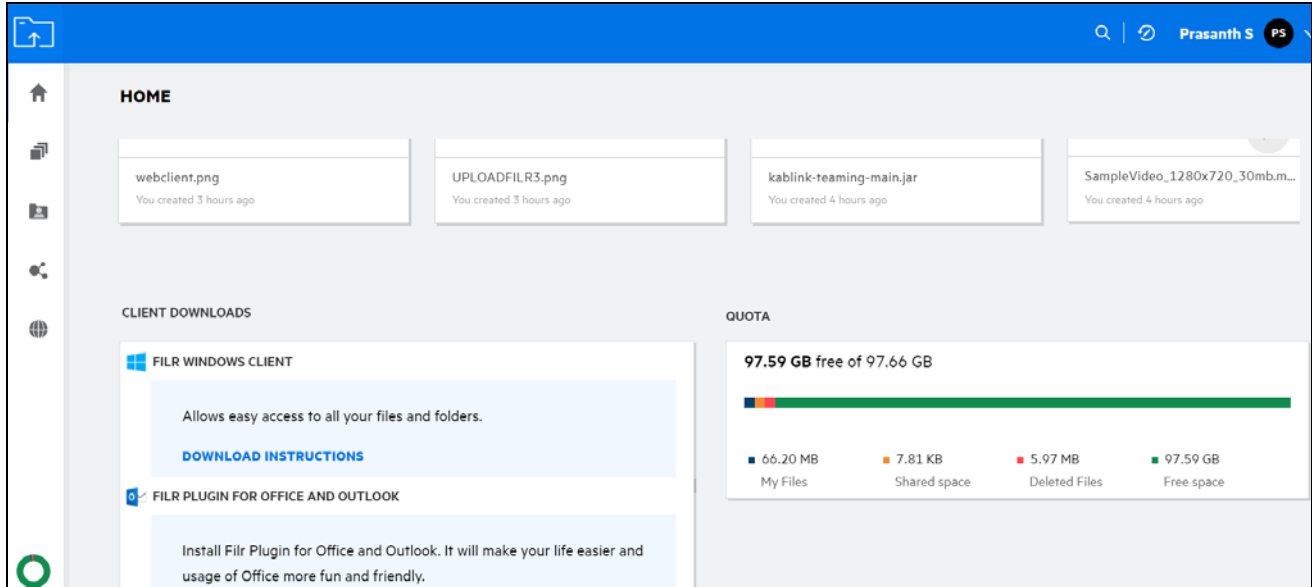 Prasanth S PS
HOME
webclient.png
You created 3 hours ago
UPLOADFILR3.png
You created 3 hours ago
kablink-teaming-main.jar
You created 4 hours ago
SampleVideo_1280x720_30mb.m...
You created 4 hours ago
CLIENT DOWNLOADS
FILR WINDOWS CLIENT
Allows easy access to all your files and folders.
DOWNLOAD INSTRUCTIONS
FILR PLUGIN FOR OFFICE AND OUTLOOK
Install Filr Plugin for Office and Outlook. It will make your life easier and
usage of Office more fun and friendly.
QUOTA
97.59 GB free of 97.66 GB
66.20 MB
My Files
7.81 KB
Shared space
5.97 MB
Deleted Files
97.59 GB
Free space